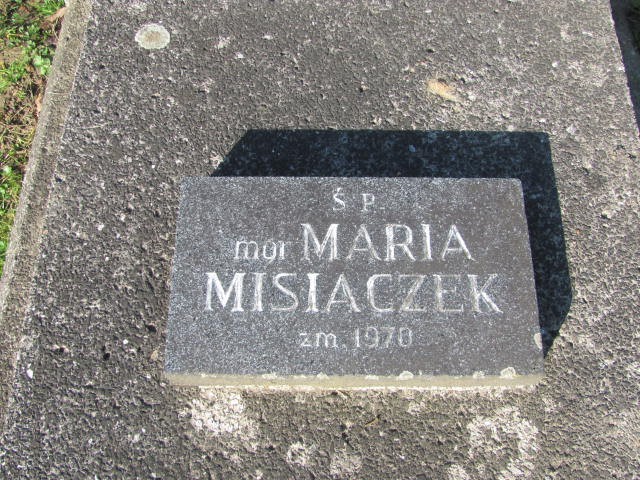 Ś P.
mgr MARIA
MISIACZEK
zm. 1970